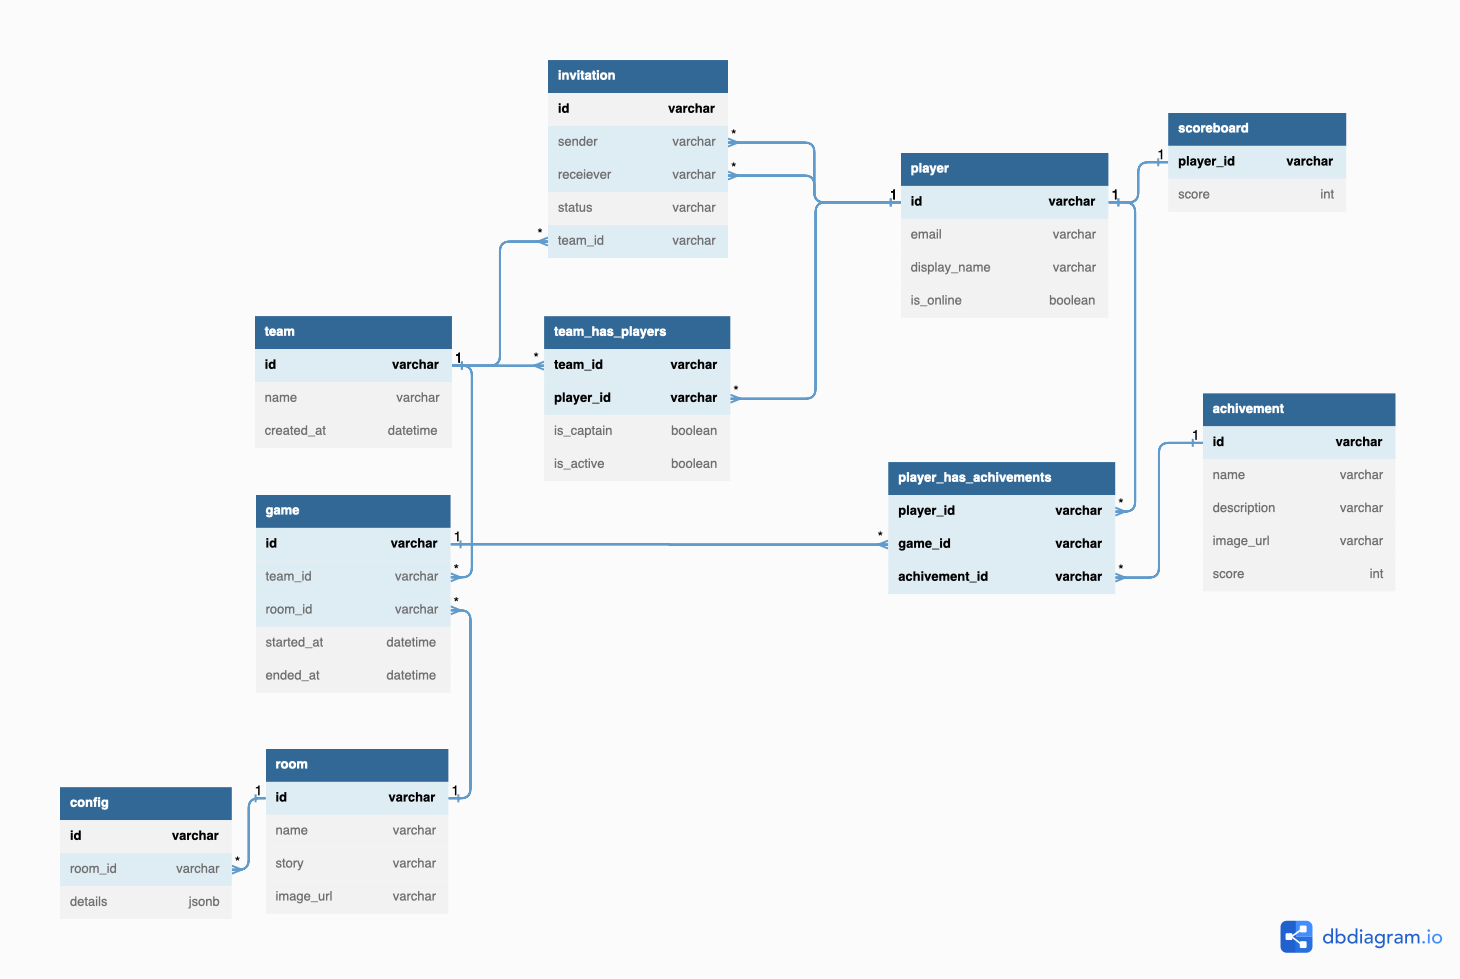 invitation
id varchar
sender varchar
receiever varchar
status varchar
team_id varchar
scoreboard
player_id varchar
score int
player
id varchar
email varchar
display_name varchar
is_online boolean
team
id varchar
name varchar
created_at datetime
team_has_players
team_id varchar
player_id varchar
is_captain boolean
is_active boolean
achivement
id varchar
name varchar
description varchar
image_url varchar
score int
player_has_achivements
player_id varchar
game_id varchar
achivement_id varchar
game
id varchar
team_id varchar
room_id varchar
started_at datetime
ended_at datetime
room
id varchar
name varchar
story varchar
image_url varchar
config
id varchar
room_id varchar
details jsonb
* 
* 
* 
1
1
1
1
*
*
1
*
*
*
1
*
*
1
1
*
dbdiagram.io